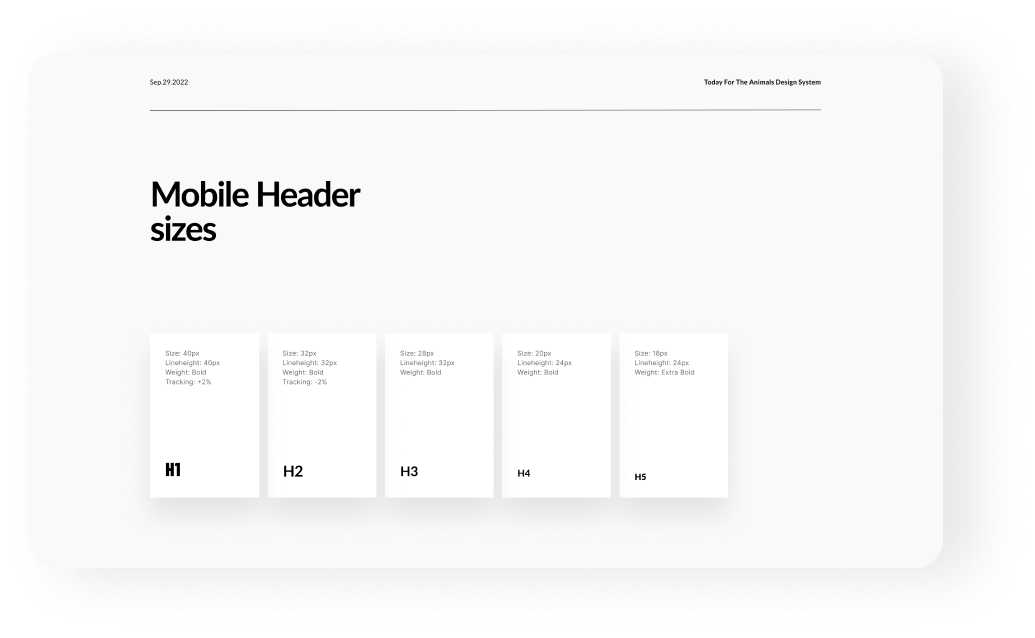 Sep.29.2022
Today For The Animals Design System
Mobile Header
sizes
Size: 40px
Lineheight: 40px
Weight: Bold
Tracking: +2%
H1
Size: 32px
Lineheight: 32px
Weight: Bold
Tracking: -2%
H2
Size: 28px
Lineheight: 32px
Weight: Bold
H3
Size: 20px
Lineheight: 24px
Weight: Bold
H4
Size: 18px
Lineheight: 24px
Weight: Extra Bold
H5